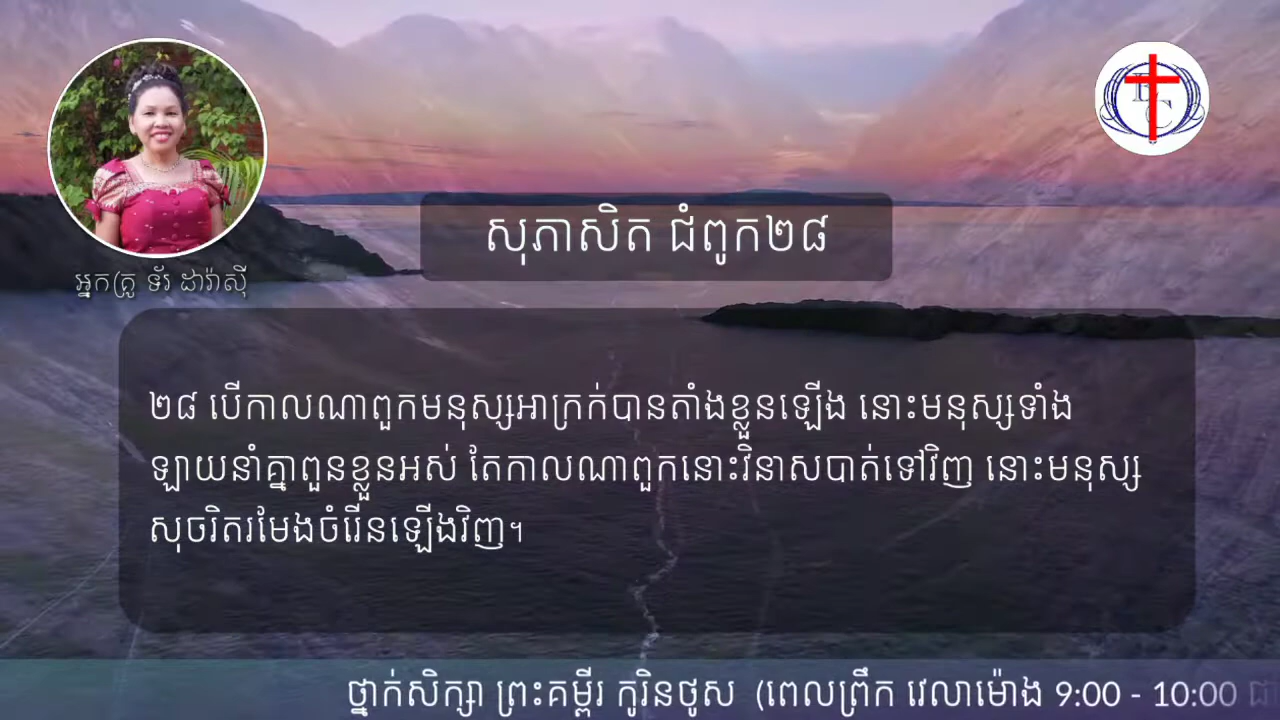 សុភាសិត ជំពូក២៨
អ្នកគ្រូ ទ័រ ដារ៉ាស៊ី
២៨ បើកាលណាពួកមនុស្សអាក្រក់បានតាំងខ្លួនឡើង នោះមនុស្សទាំង
ឡាយនាំគ្នាពួនខ្លួនអស់ តែកាលណាពួកនោះវិនាសបាត់ទៅវិញ នោះមនុស្ស
សុចរិតរមែងចំរើនឡើងវិញ។
ថ្នាក់សិក្សា ព្រះគម្ពីរ កូរិនថូស (ពេលព្រឹក វេលាម៉ោង 9:00 - 10:00